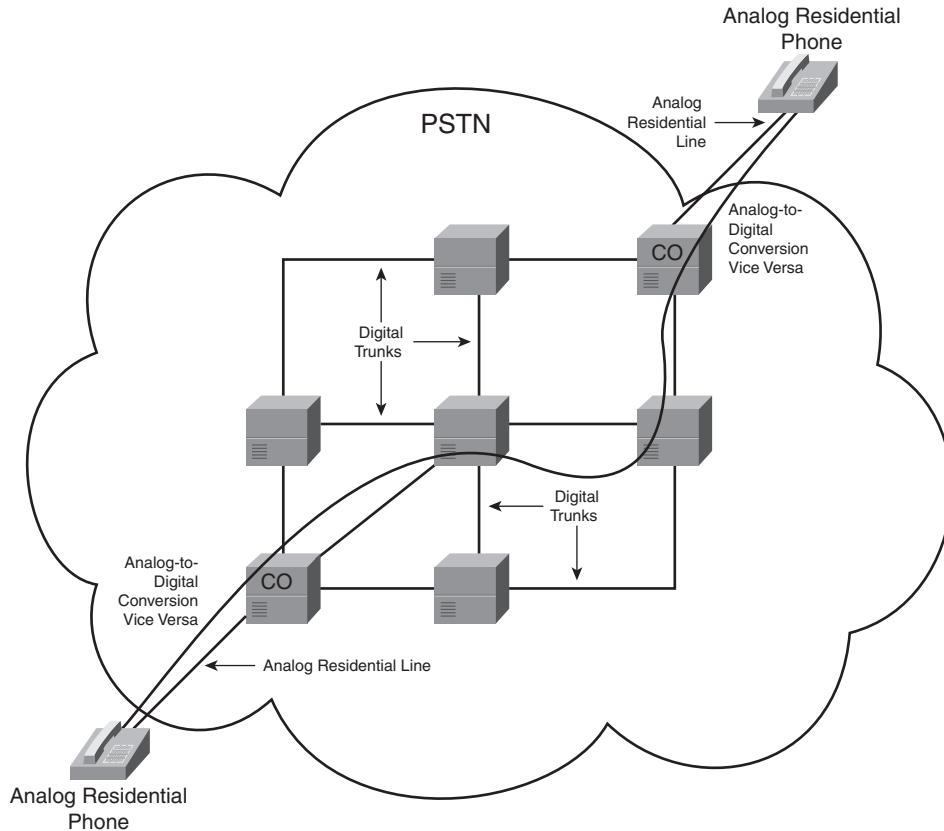 Analog Residential
Phone
Analog
Residential
Line
PSTN
Analog-to-
Digital
Conversion
Vice Versa
CO
Digital
Trunks
Digital
Trunks
Analog-to-
Digital
Conversion
Vice Versa
CO
Analog Residential Line
Analog Residential
Phone